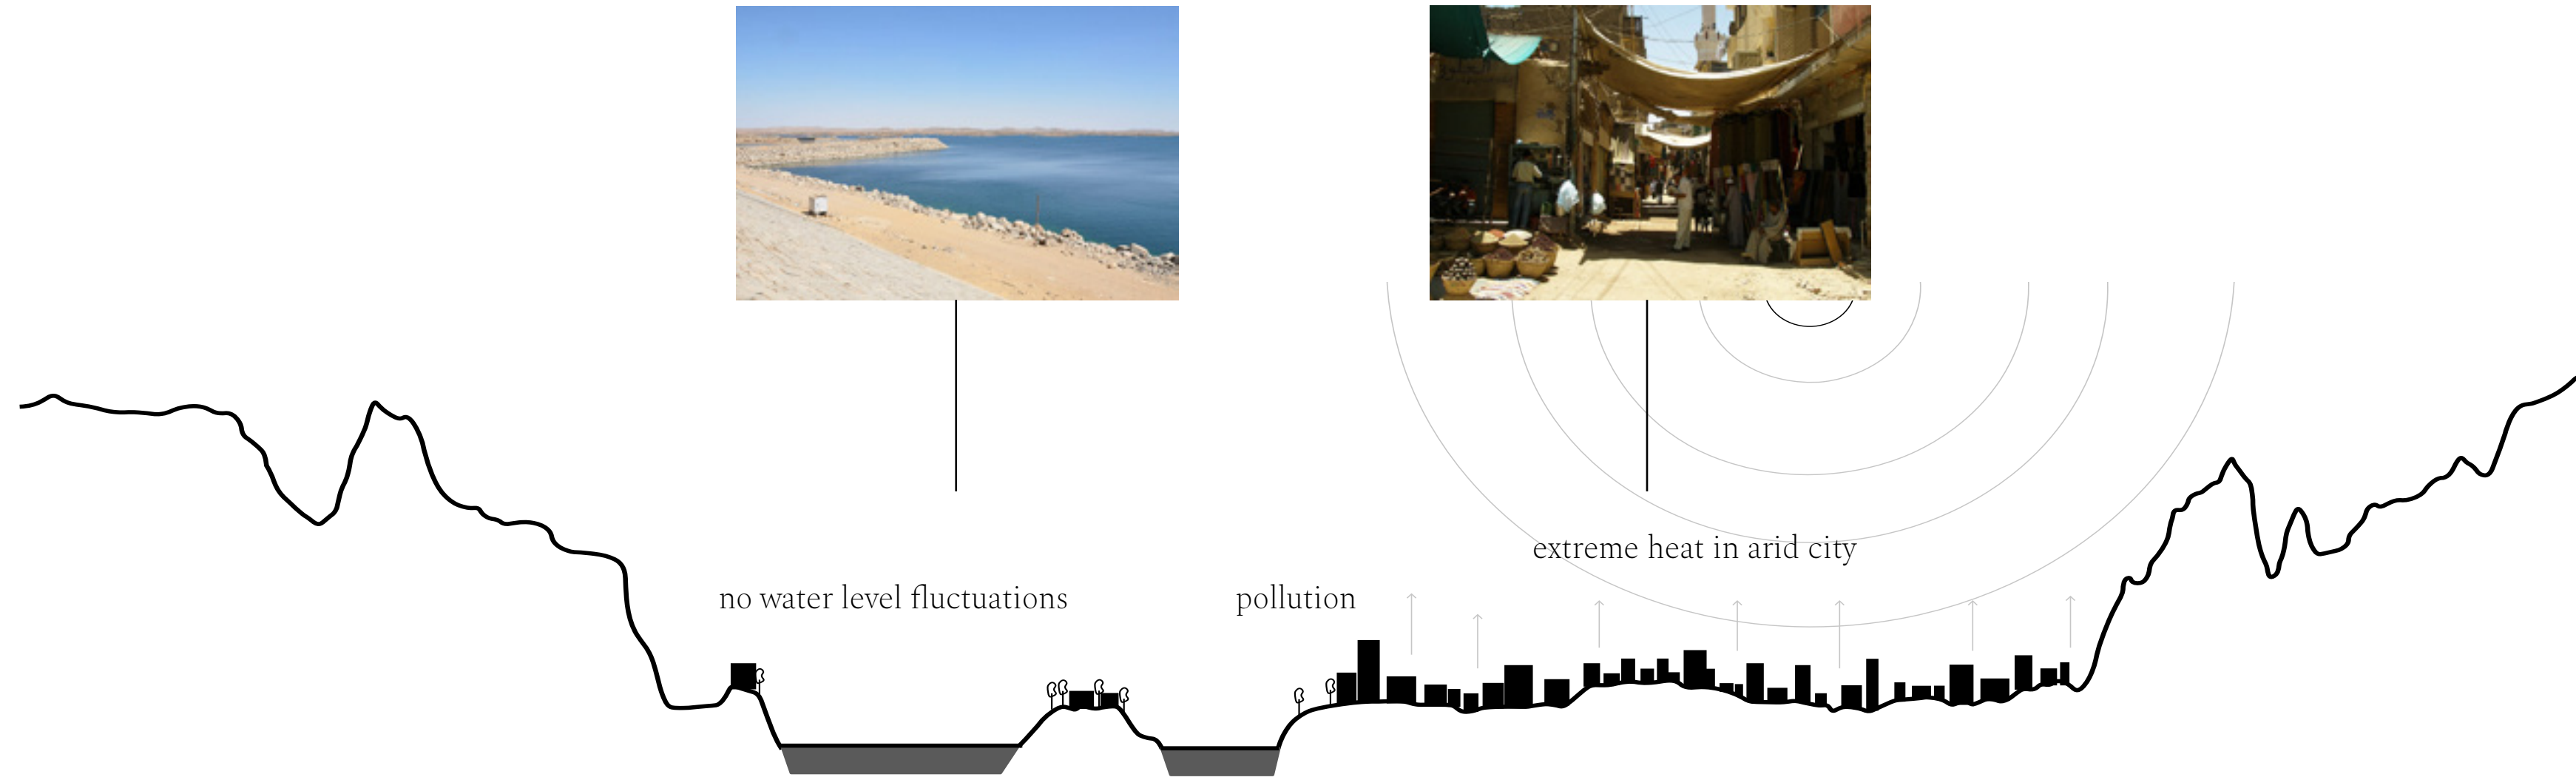 extreme heat in arid city
no water level fluctuations
pollution